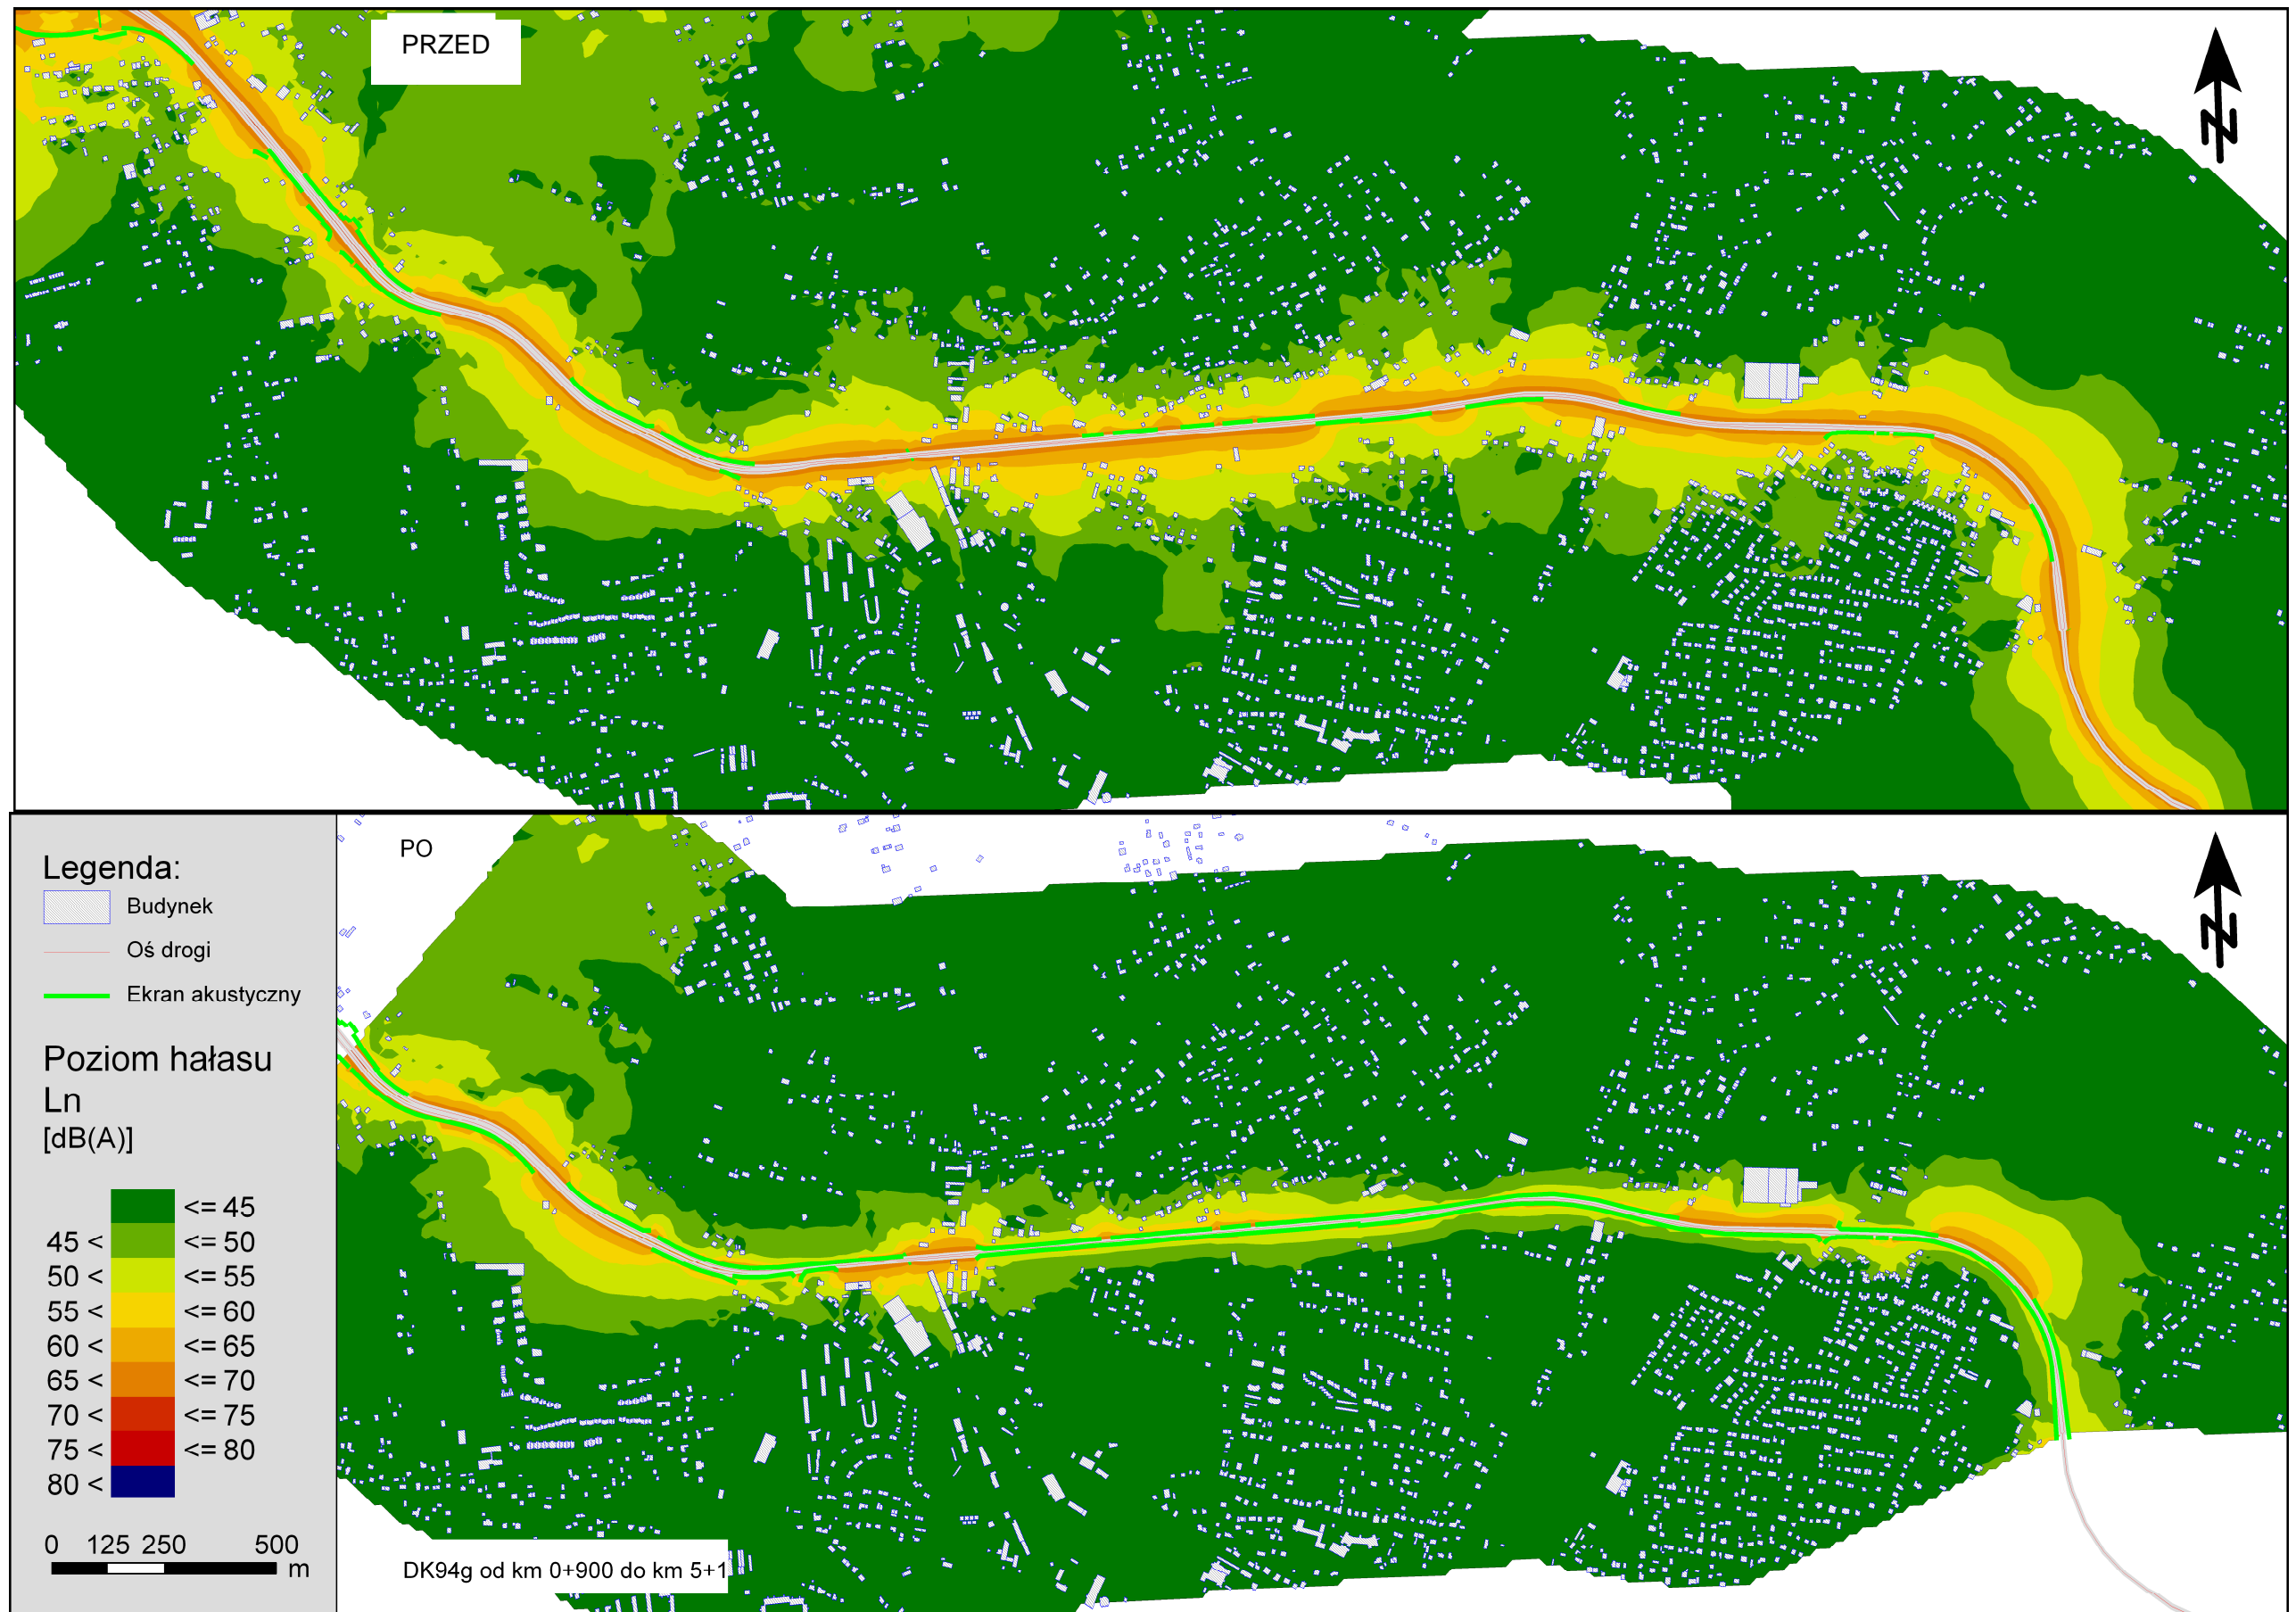 PRZED
N
PO
N
Legenda:
Budynek
Oś drogi
Ekran akustyczny
Poziom hałasu
Ln
[dB(A)]
<= 45
45 < <= 50
50 < <= 55
55 < <= 60
60 < <= 65
65 < <= 70
70 < <= 75
75 < <= 80
80 <
0 125 250 500
m
DK94g od km 0+900 do km 5+1